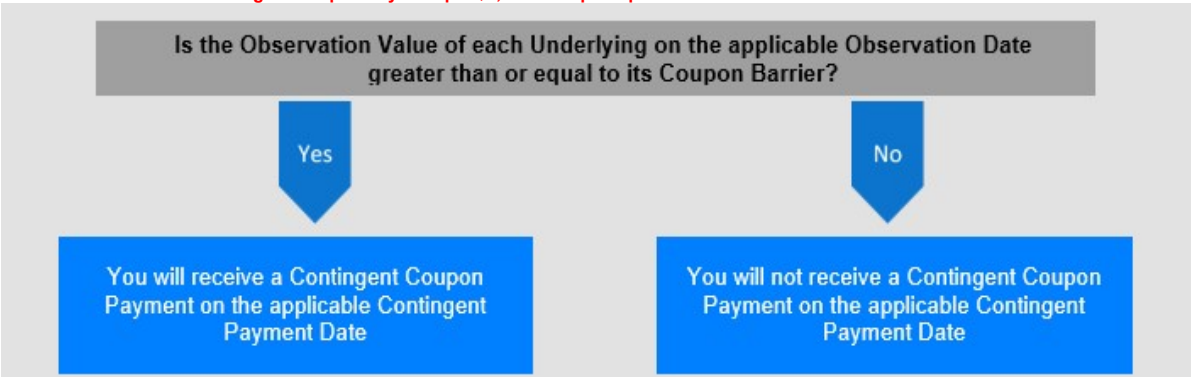 Is the Observation Value of each Underlying on the applicable Observation Date
greater than or equal to its Coupon Barrier?
Yes
No
You will receive a Contingent Coupon
Payment on the applicable Contingent
Payment Date
You will not receive a Contingent Coupon
Payment on the applicable Contingent
Payment Date